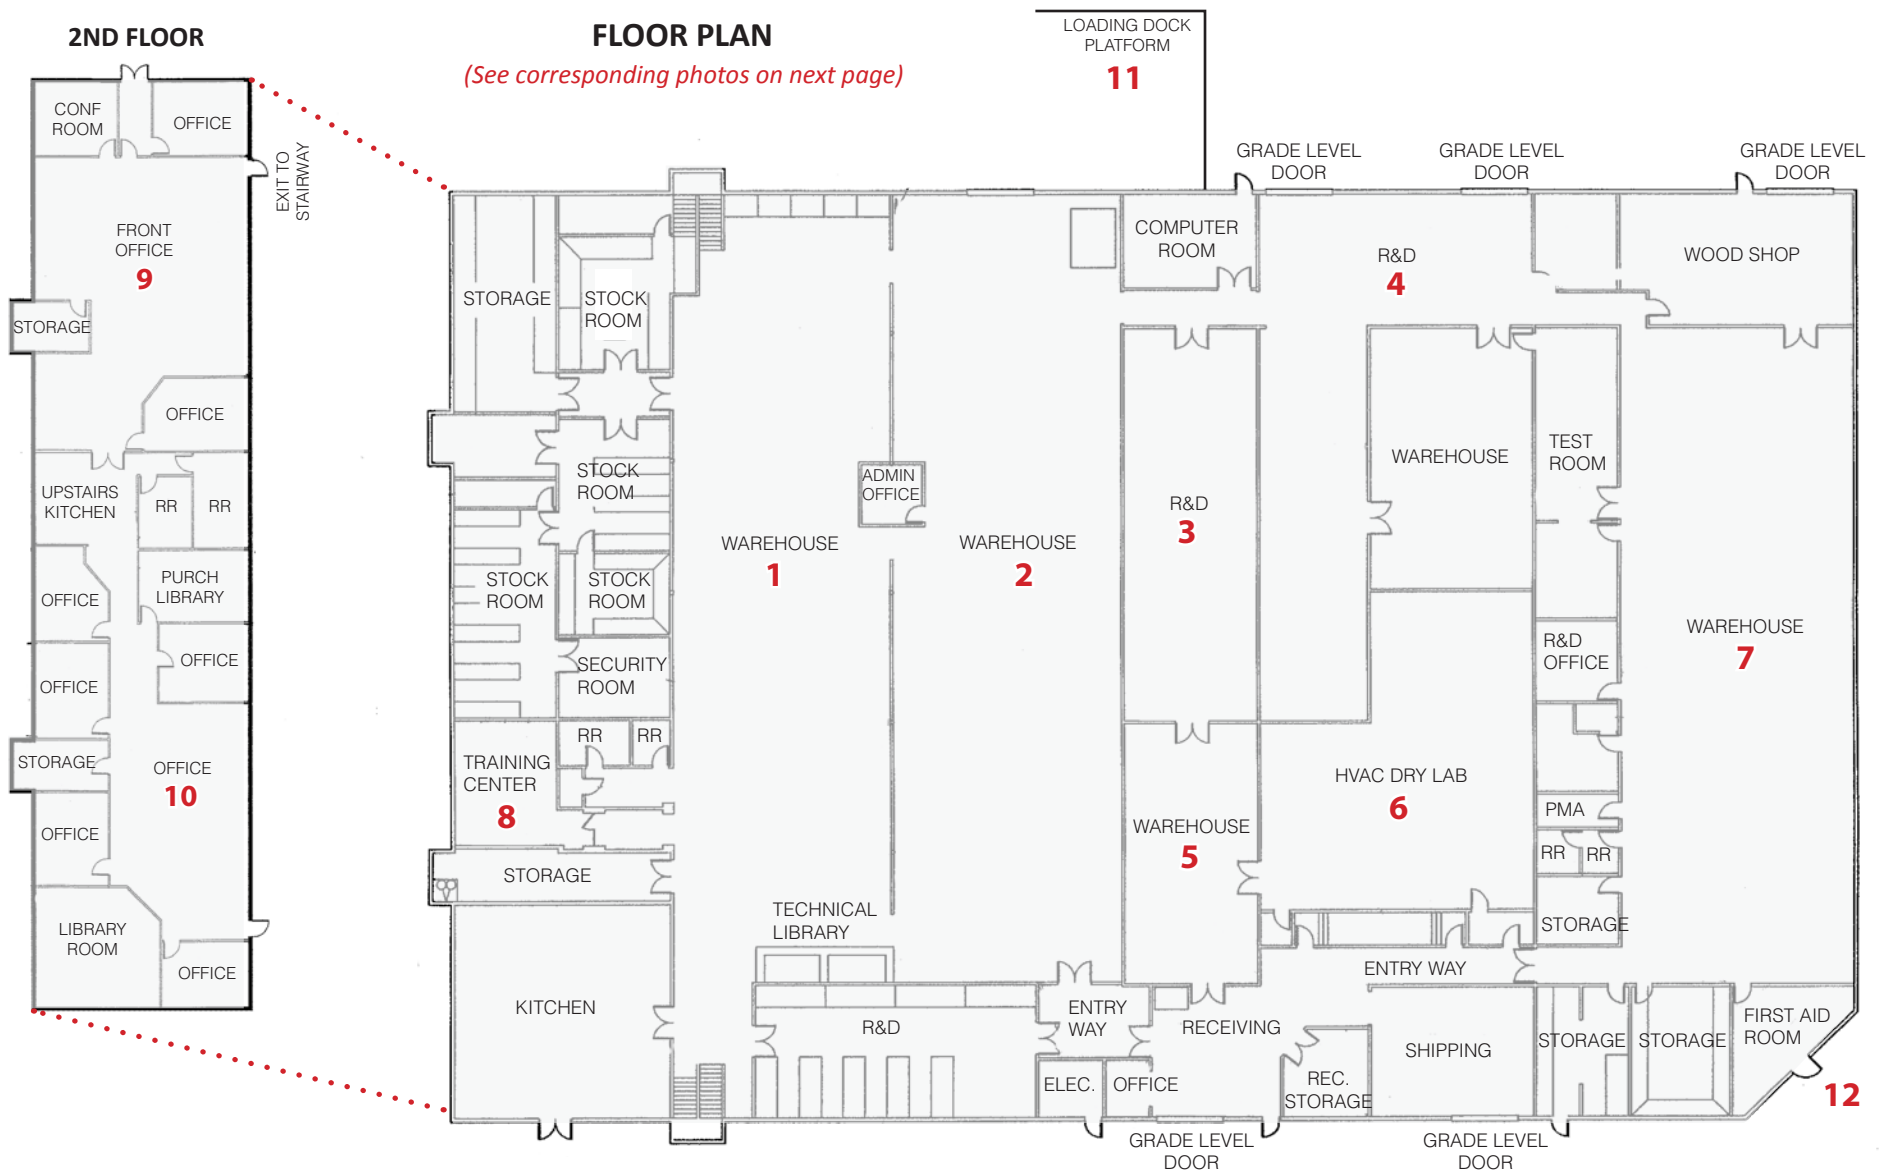 2ND FLOOR
FLOOR PLAN
(See corresponding photos on next page)
LOADING DOCK
PLATFORM
11
CONF
ROOM
OFFICE
EXIT TO
STAIRWAY
FRONT
OFFICE
9
STORAGE
OFFICE
UPSTAIRS
KITCHEN
RR
RR
PURCH
LIBRARY
OFFICE
OFFICE
OFFICE
STORAGE
OFFICE
10
OFFICE
LIBRARY
ROOM
OFFICE
GRADE LEVEL
DOOR
GRADE LEVEL
DOOR
GRADE LEVEL
DOOR
STORAGE
STOCK
ROOM
COMPUTER
ROOM
R&D
4
WOOD SHOP
STOCK
ROOM
ADMIN
OFFICE
WAREHOUSE
TEST
ROOM
R&D
3
WAREHOUSE
1
WAREHOUSE
2
STOCK
ROOM
STOCK
ROOM
SECURITY
ROOM
R&D
OFFICE
WAREHOUSE
7
RR
RR
TRAINING
CENTER
8
HVAC DRY LAB
6
PMA
WAREHOUSE
5
RR
RR
STORAGE
TECHNICAL
LIBRARY
STORAGE
ENTRY WAY
KITCHEN
R&D
ENTRY
WAY
RECEIVING
SHIPPING
STORAGE
STORAGE
FIRST AID
ROOM
ELEC.
OFFICE
REC.
STORAGE
12
GRADE LEVEL
DOOR
GRADE LEVEL
DOOR